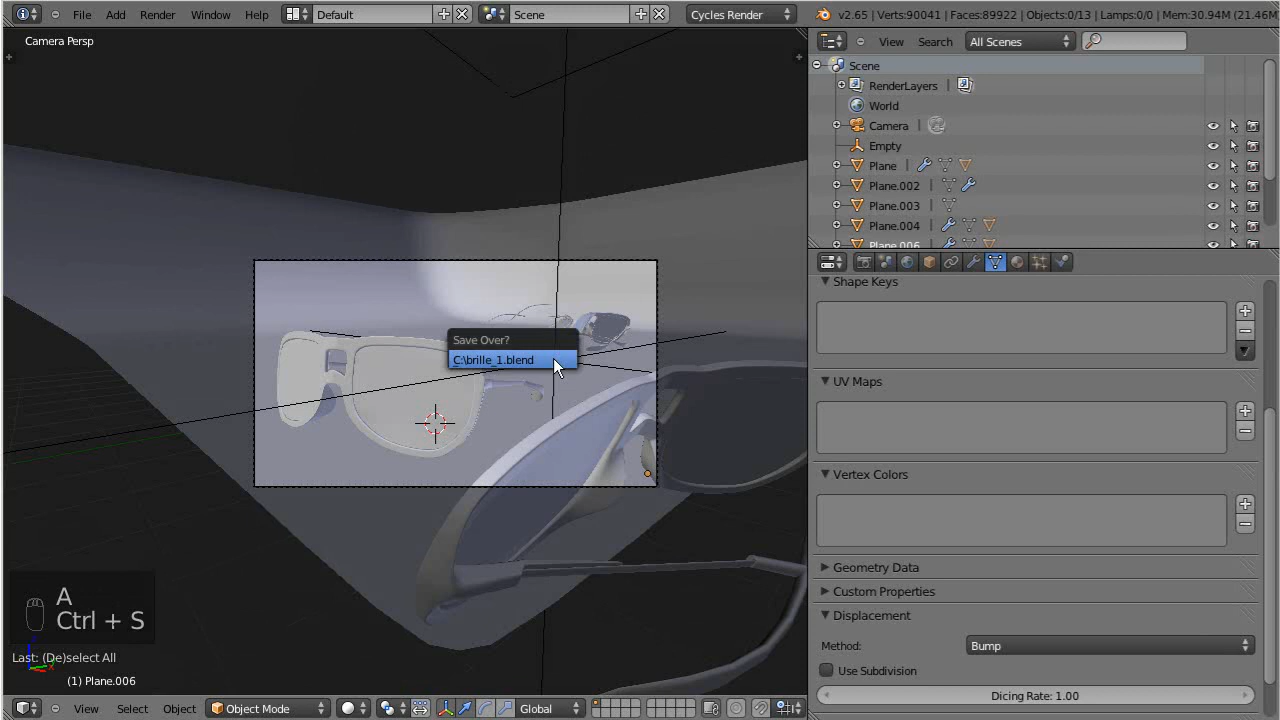 File Add Render Window Help Default Scene Cycles Render v2.65 | Verts:90041 | Faces:89922 | Objects:0/13 | Lamps:0/0 | Mem:30.94M (21.46M
Camera Persp
View Search All Scenes
Scene
RenderLayers
World
Camera
Empty
Plane
Plane.002
Plane.003
Plane.004
Plane.006
Shape Keys
Save Over?
C:\brille_1.blend
UV Maps
Vertex Colors
Geometry Data
Custom Properties
Displacement
Method: Bump
Use Subdivision
Dicing Rate: 1.00
A
Ctrl + S
Last: (De)select All
(1) Plane.006
View Select Object Object Mode Global